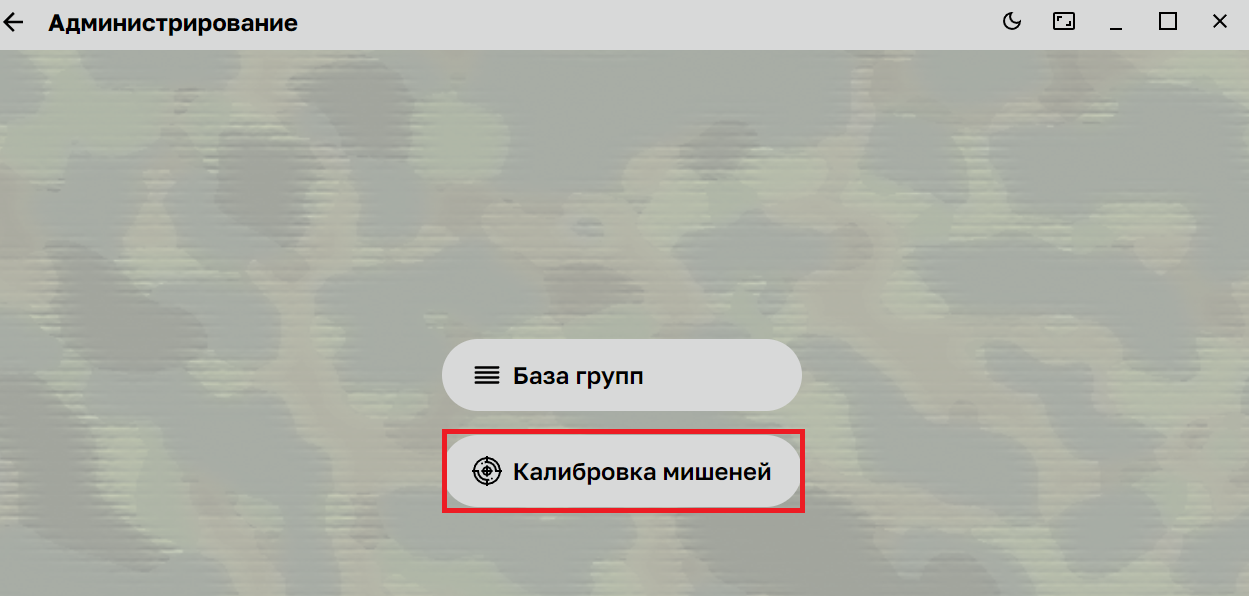 Администрирование
База групп
Калибровка мишеней